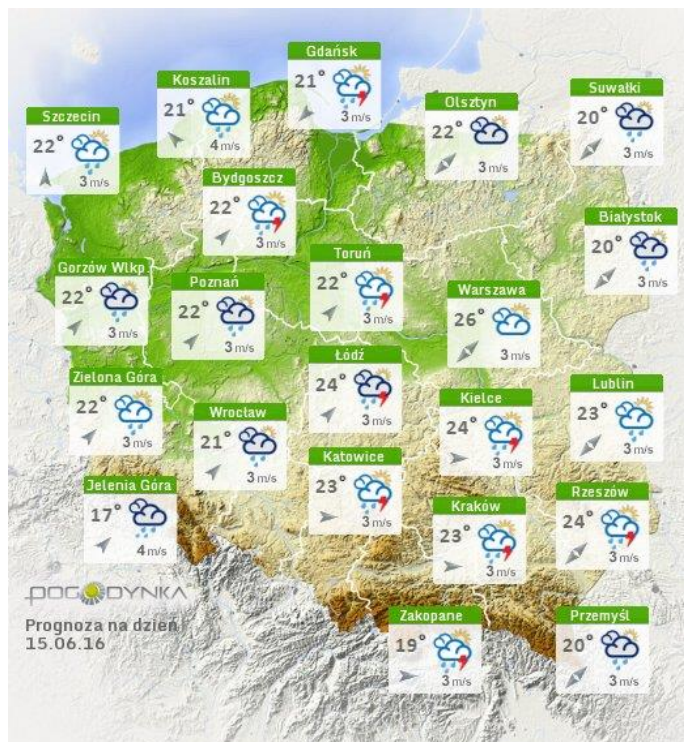 Gdańsk
21°
3 m/s
Koszalin
21°
4 m/s
Suwałki
20°
3 m/s
Olsztyn
22°
3 m/s
Szczecin
22°
3 m/s
Bydgoszcz
22°
3 m/s
Białystok
20°
3 m/s
Toruń
22°
3 m/s
Gorzów Wlkp
22°
3 m/s
Poznań
22°
3 m/s
Warszawa
26°
3 m/s
Łódź
24°
3 m/s
Zielona Góra
22°
3 m/s
Lublin
23°
3 m/s
Kielce
24°
3 m/s
Wrocław
21°
3 m/s
Katowice
23°
3 m/s
Jelenia Góra
17°
4 m/s
Rzeszów
24°
3 m/s
Kraków
23°
3 m/s
POGODYNKA
Prognoza na dzień
15.06.16
Zakopane
19°
3 m/s
Przemyśl
20°
3 m/s